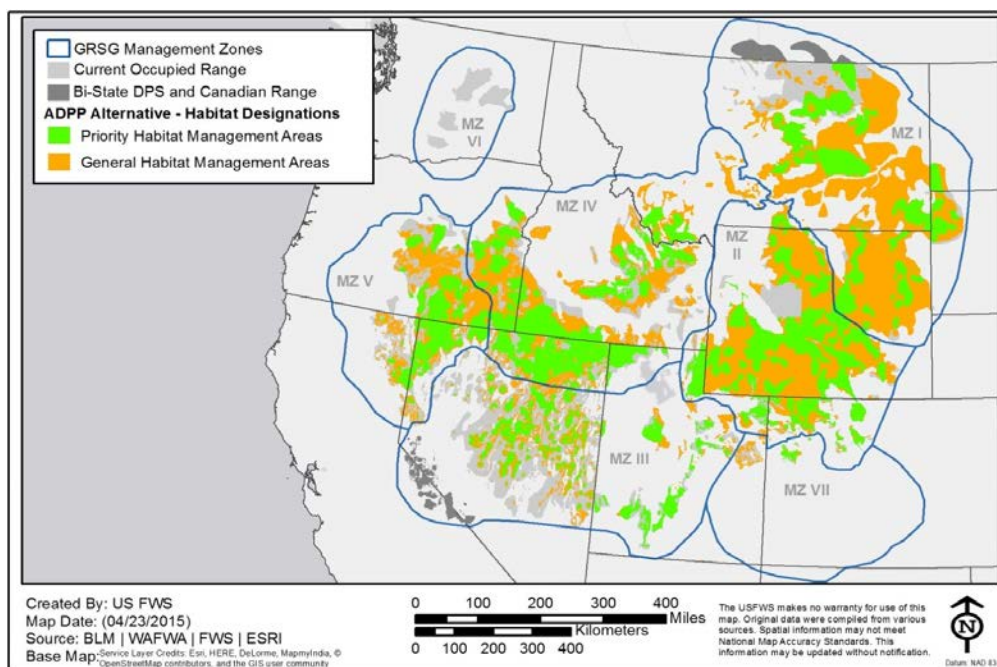 GRSG Management Zones
Current Occupied Range
Bi-State DPS and Canadian Range
ADPP Alternative - Habitat Designations
Priority Habitat Management Areas
General Habitat Management Areas
MZ
VI
MZ I
MZ IV
MZ
II
MZ V
MZ III
MZ VII
Created By: US FWS
Map Date: (04/23/2015)
Source: BLM | WAFWA | FWS | ESRI
Base Map: Service Layer Credits: Esri, HERE, DeLorme, MapmyIndia, ©
OpenStreetMap contributors, and the GIS user community
0 100 200 300 400
Miles
0 100 200 300 400
Kilometers
The USFWS makes no warranty for use of this
map. Original data were compiled from various
sources. Spatial information may not meet
National Map Accuracy Standards. This
information may be updated without notification.
N
Datum: NAD 83